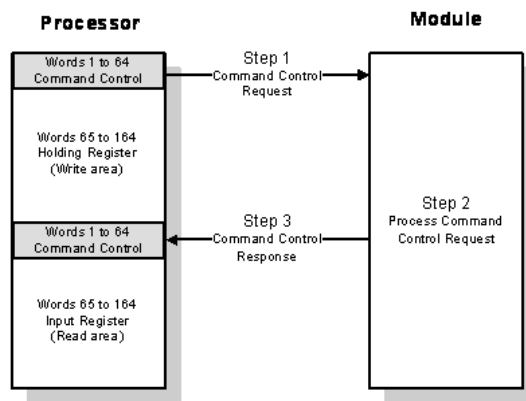 Processor
Module
Words 1 to 64
Command Control
Step 1
Command Control
Request
Words 65 to 164
Holding Register
(Write area)
Step 2
Process Command
Control Request
Words 1 to 64
Command Control
Step 3
Command Control
Response
Words 65 to 164
Input Register
(Read area)